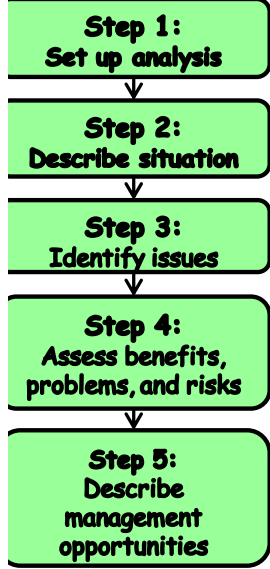 Step 1:
Set up analysis
Step 2:
Describe situation
Step 3:
Identify issues
Step 4:
Assess benefits,
problems, and risks
Step 5:
Describe
management
opportunities